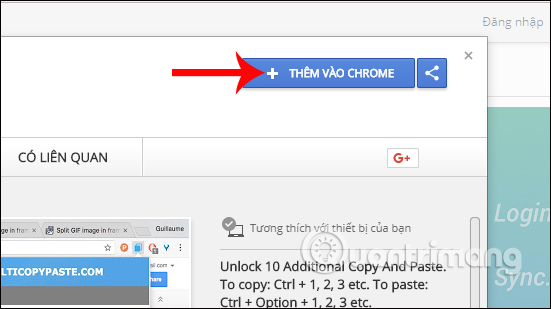 Đăng nhập
THÊM VÀO CHROME
CÓ LIÊN QUAN
G+
Split GIF image in fram
Guillaume
LTICOPYPASTE.COM
Tương thích với thiết bị của bạn
Unlock 10 Additional Copy And Paste.
To copy: Ctrl + 1, 2, 3 etc. To paste:
Ctrl + Option + 1, 2, 3 etc.
Login
Sync.
Quantrimang